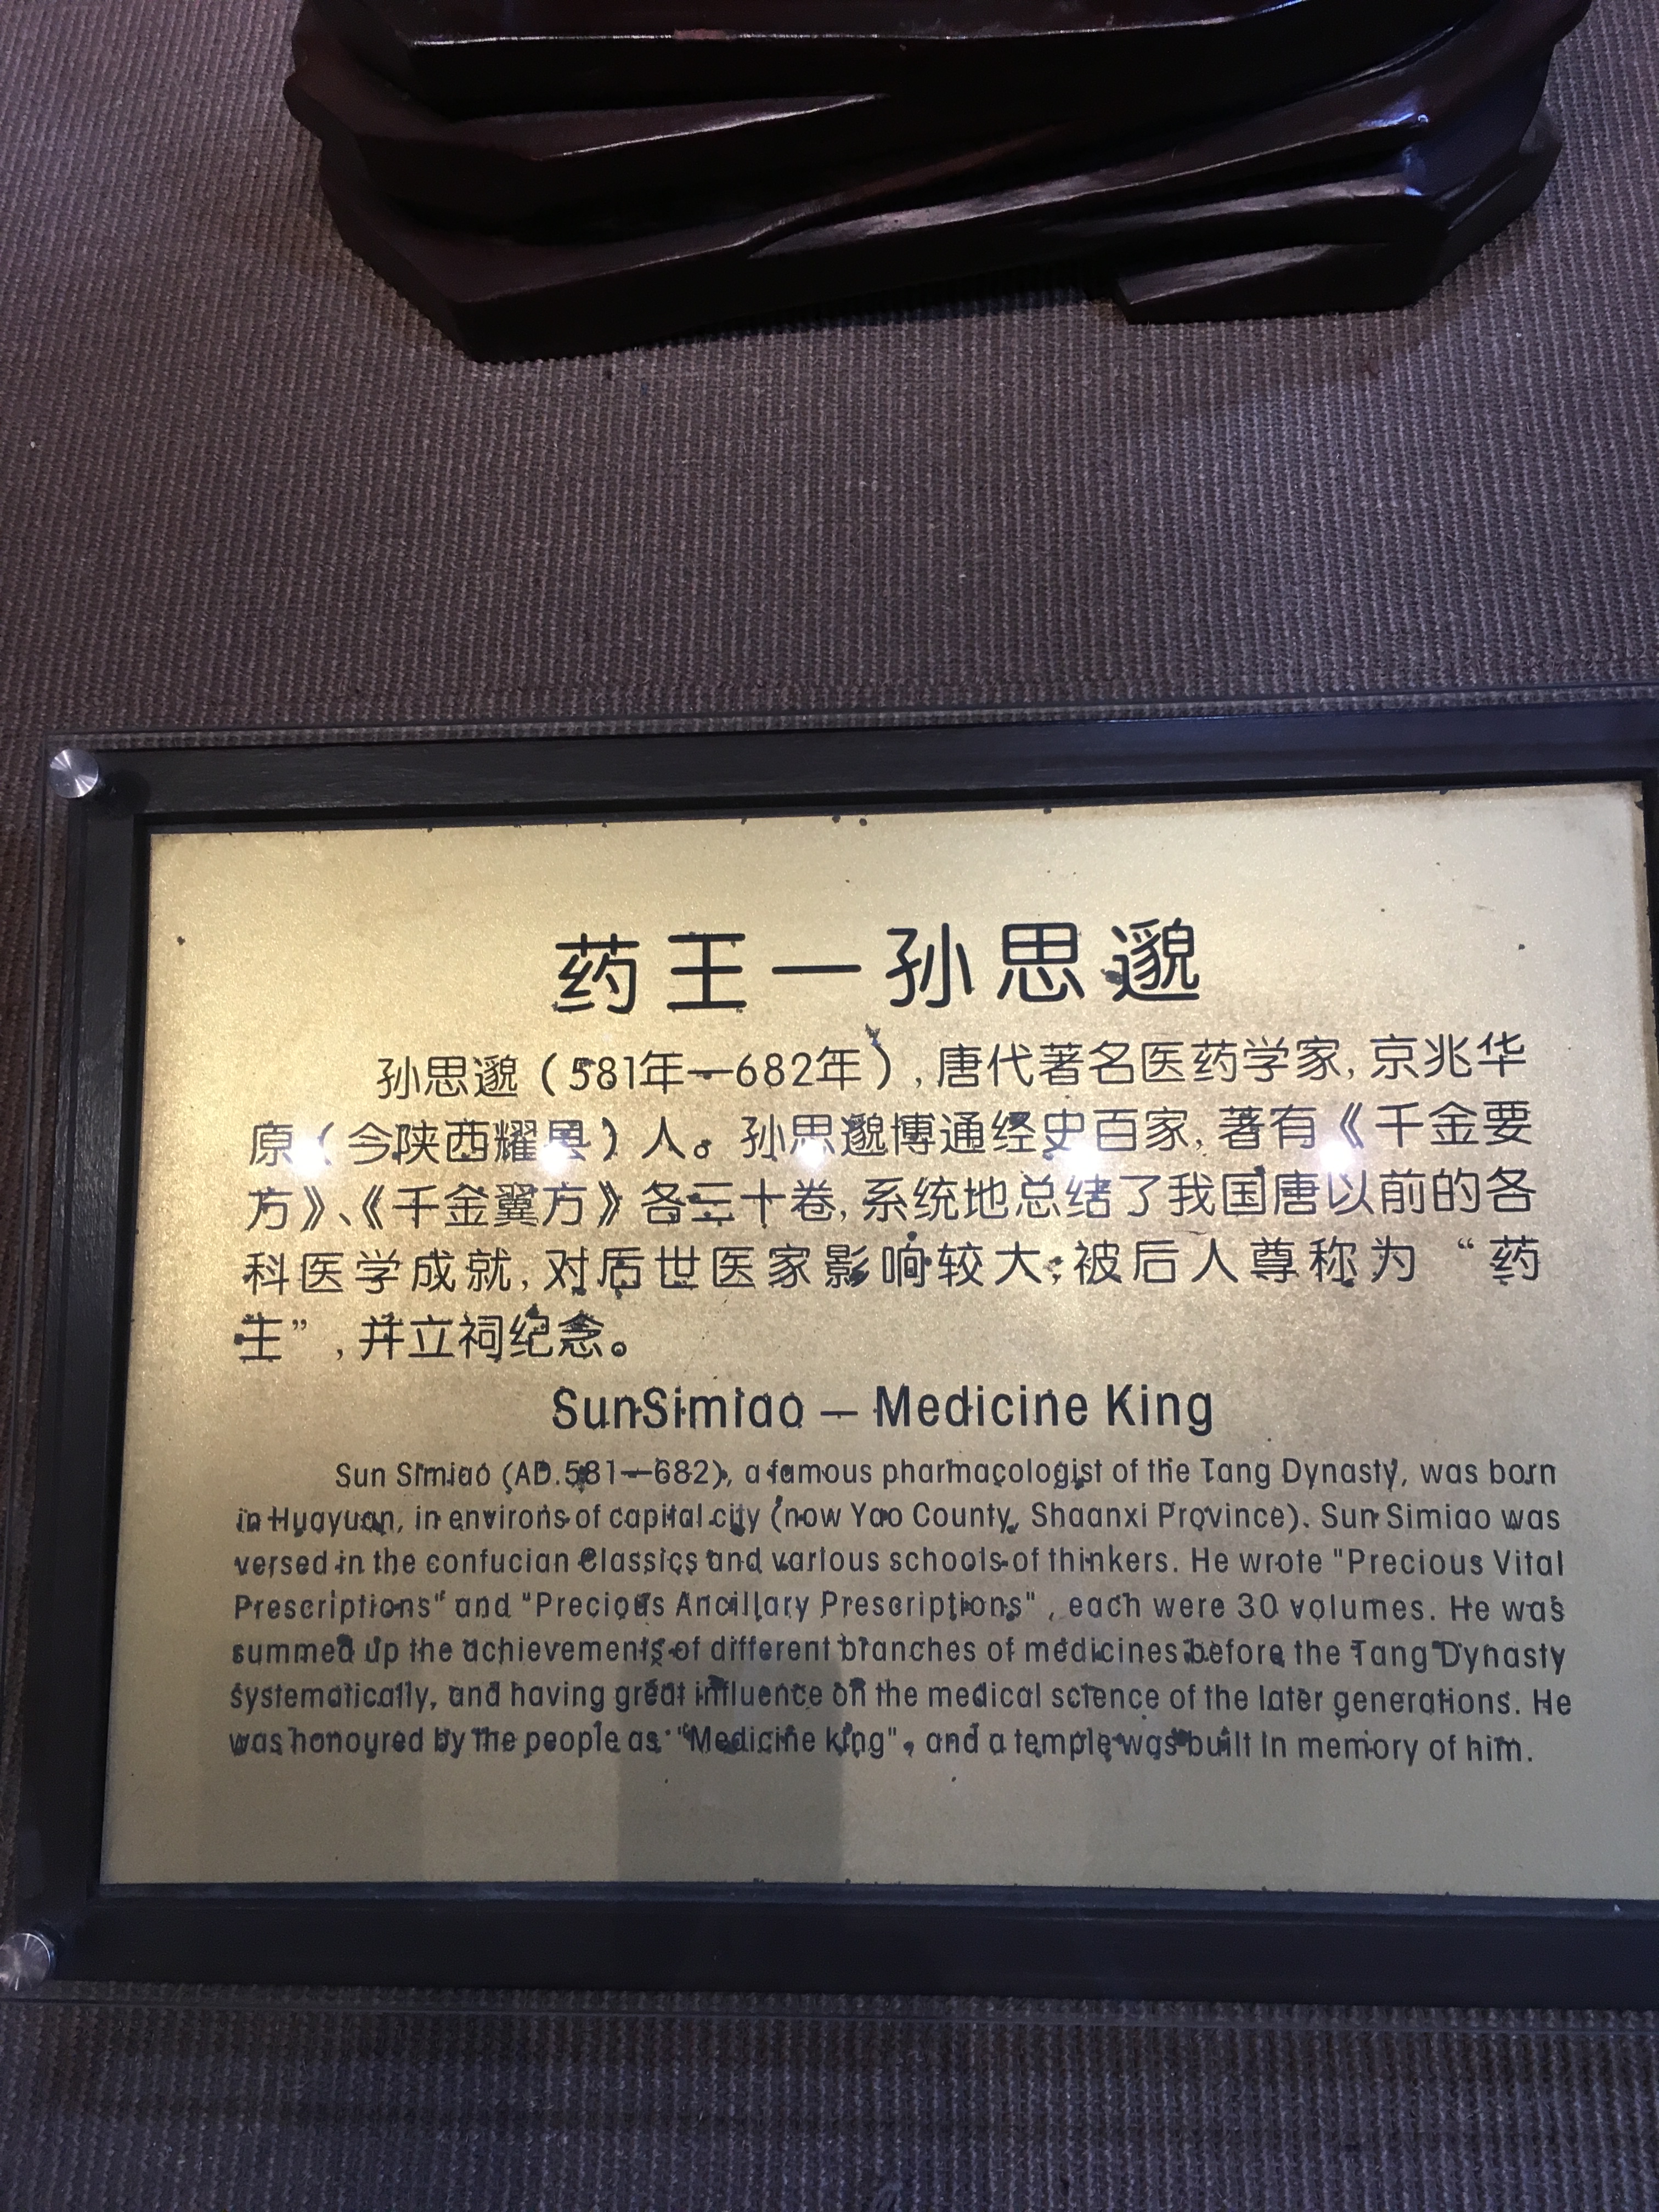 药王一孙思邈
孙思邈（581年—682年），唐代著名医药学家，京兆华
原（今陕西耀县）人。孙思邈博通经史百家，著有《千金要
方》、《千金翼方》各三十卷，系统地总结了我国唐以前的各
科医学成就，对后世医家影响较大；被后人尊称为“药
王”，并立祠纪念。
SunSimiao — Medicine King
Sun Simiao (AD.581—682), a famous pharmacologist of the Tang Dynasty, was born
in Huayuan, in environs of capital city (now Yao County, Shaanxi Province). Sun Simiao was
versed in the confucian Classics and various schools of thinkers. He wrote "Precious Vital
Prescriptions" and "Precious Ancillary Prescriptions" , each were 30 volumes. He was
summed up the achievements of different branches of medicines before the Tang Dynasty
systematically, and having great influence on the medical science of the later generations. He
was honoured by the people as "Medicine king", and a temple was built in memory of him.